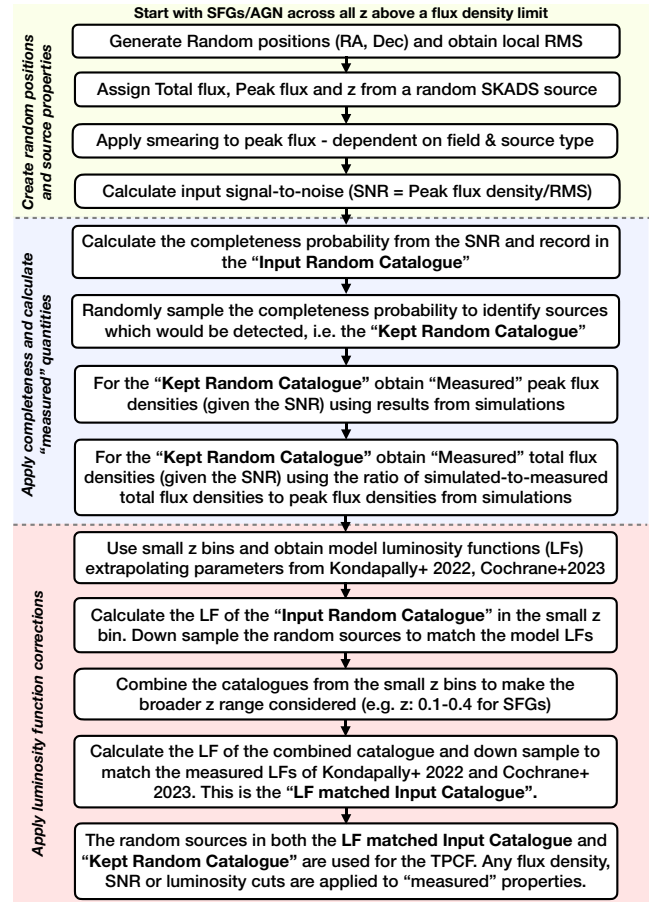 Start with SFGs/AGN across all z above a flux density limit
Create random positions
and source properties
Generate Random positions (RA, Dec) and obtain local RMS
Assign Total flux, Peak flux and z from a random SKADS source
Apply smearing to peak flux - dependent on field & source type
Calculate input signal-to-noise (SNR = Peak flux density/RMS)
Apply completeness and calculate
“measured” quantities
Calculate the completeness probability from the SNR and record in
the “Input Random Catalogue”
Randomly sample the completeness probability to identify sources
which would be detected, i.e. the “Kept Random Catalogue”
For the “Kept Random Catalogue” obtain “Measured” peak flux
densities (given the SNR) using results from simulations
For the “Kept Random Catalogue” obtain “Measured” total flux
densities (given the SNR) using the ratio of simulated-to-measured
total flux densities to peak flux densities from simulations
Apply luminosity function corrections
Use small z bins and obtain model luminosity functions (LFs)
extrapolating parameters from Kondapally+ 2022, Cochrane+2023
Calculate the LF of the “Input Random Catalogue” in the small z
bin. Down sample the random sources to match the model LFs
Combine the catalogues from the small z bins to make the
broader z range considered (e.g. z: 0.1-0.4 for SFGs)
Calculate the LF of the combined catalogue and down sample to
match the measured LFs of Kondapally+ 2022 and Cochrane+
2023. This is the “LF matched Input Catalogue”.
The random sources in both the LF matched Input Catalogue and
“Kept Random Catalogue” are used for the TPCF. Any flux density,
SNR or luminosity cuts are applied to “measured” properties.